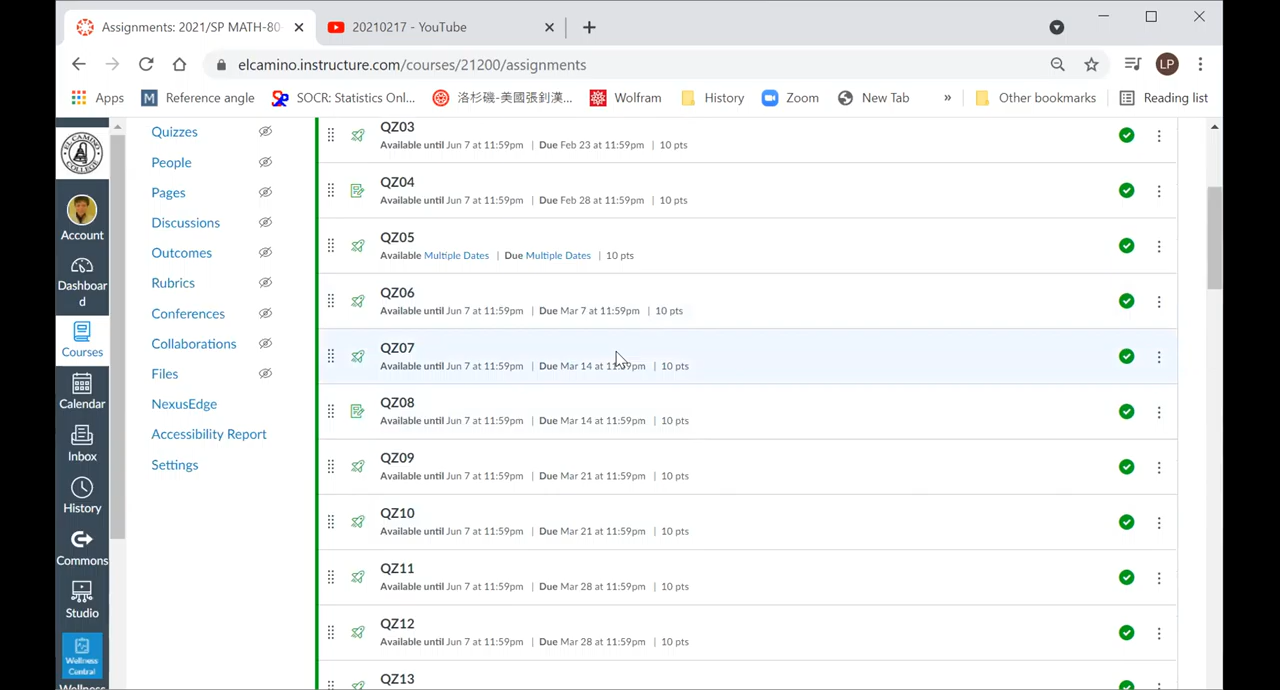 Assignments: 2021/SP MATH-80-
20210217 - YouTube
elcamino.instructure.com/courses/21200/assignments
LP
Apps
M Reference angle
SOCR: Statistics Onl...
洛杉磯-美國張釗漢...
Wolfram
History
Zoom
New Tab
»
Other bookmarks
Reading list
EL CAMINO
COLLEGE
Account
Dashboar
d
Courses
Calendar
Inbox
History
Commons
Studio
Wellness
Central
Wellness
Quizzes
People
Pages
Discussions
Outcomes
Rubrics
Conferences
Collaborations
Files
NexusEdge
Accessibility Report
Settings
QZ03
Available until Jun 7 at 11:59pm | Due Feb 23 at 11:59pm | 10 pts
QZ04
Available until Jun 7 at 11:59pm | Due Feb 28 at 11:59pm | 10 pts
QZ05
Available Multiple Dates | Due Multiple Dates | 10 pts
QZ06
Available until Jun 7 at 11:59pm | Due Mar 7 at 11:59pm | 10 pts
QZ07
Available until Jun 7 at 11:59pm | Due Mar 14 at 11:59pm | 10 pts
QZ08
Available until Jun 7 at 11:59pm | Due Mar 14 at 11:59pm | 10 pts
QZ09
Available until Jun 7 at 11:59pm | Due Mar 21 at 11:59pm | 10 pts
QZ10
Available until Jun 7 at 11:59pm | Due Mar 21 at 11:59pm | 10 pts
QZ11
Available until Jun 7 at 11:59pm | Due Mar 28 at 11:59pm | 10 pts
QZ12
Available until Jun 7 at 11:59pm | Due Mar 28 at 11:59pm | 10 pts
QZ13